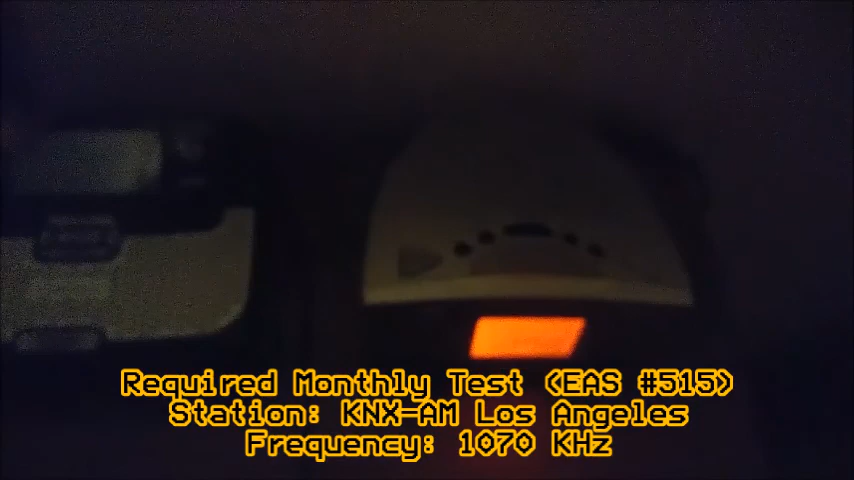 Required Monthly Test (EAS #515)
Station: KNX-AM Los Angeles
Frequency: 1070 KHz